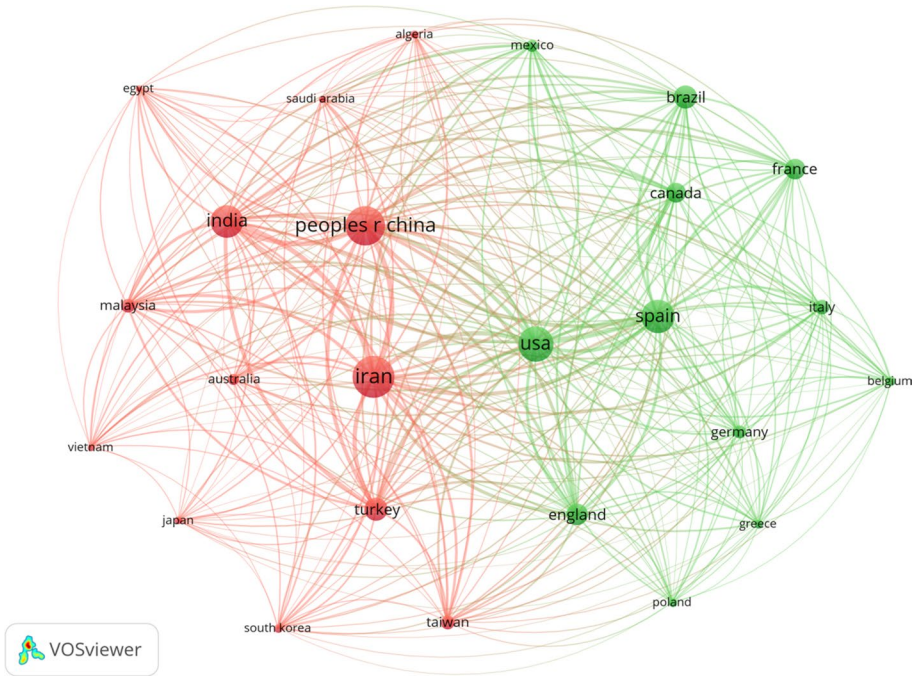 algeria
mexico
egypt
saudi arabia
brazil
france
canada
india
peoples r china
malaysia
italy
spain
usa
iran
australia
belgium
germany
vietnam
turkey
england
japan
greece
poland
taiwan
south korea
VOSviewer